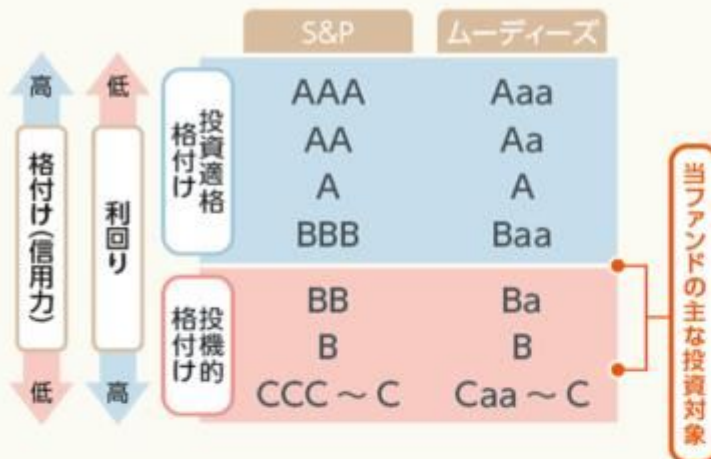 S&P ムーディーズ
高 低
格付け(信用力)
利回り
低 高
投資適格
格付け
AAA Aaa
AA Aa
A A
BBB Baa
投機的
格付け
BB Ba
B B
CCC ～ C Caa ～ C
当ファンドの主な投資対象